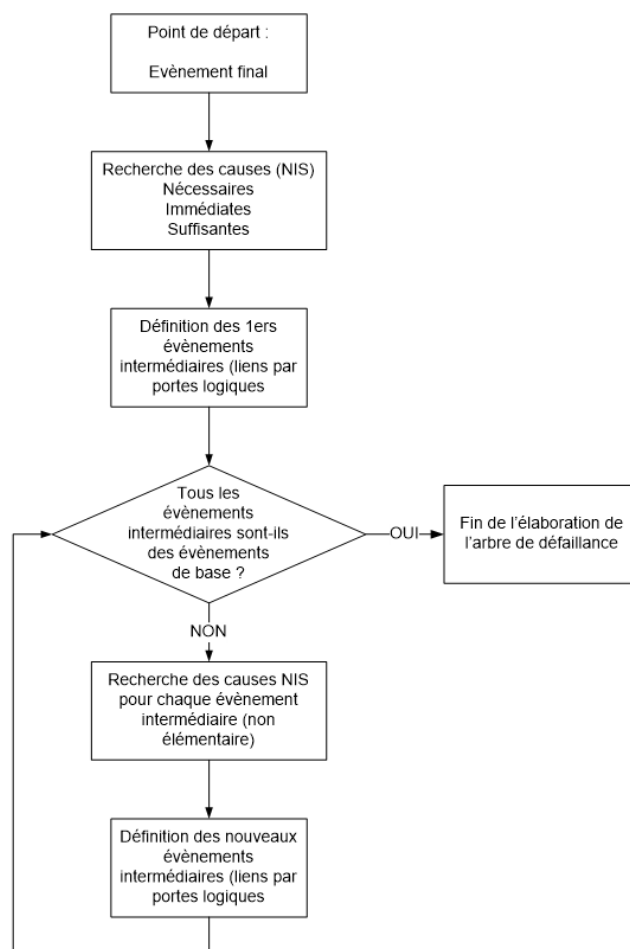 Point de départ :
Evènement final
Recherche des causes (NIS)
Nécessaires
Immédiates
Suffisantes
Définition des 1ers
évènements
intermédiaires (liens par
portes logiques
Tous les
évènements
intermédiaires sont-ils
des évènements
de base ?
OUI
Fin de l’élaboration de
l’arbre de défaillance
NON
Recherche des causes NIS
pour chaque évènement
intermédiaire (non
élémentaire)
Définition des nouveaux
évènements
intermédiaires (liens par
portes logiques